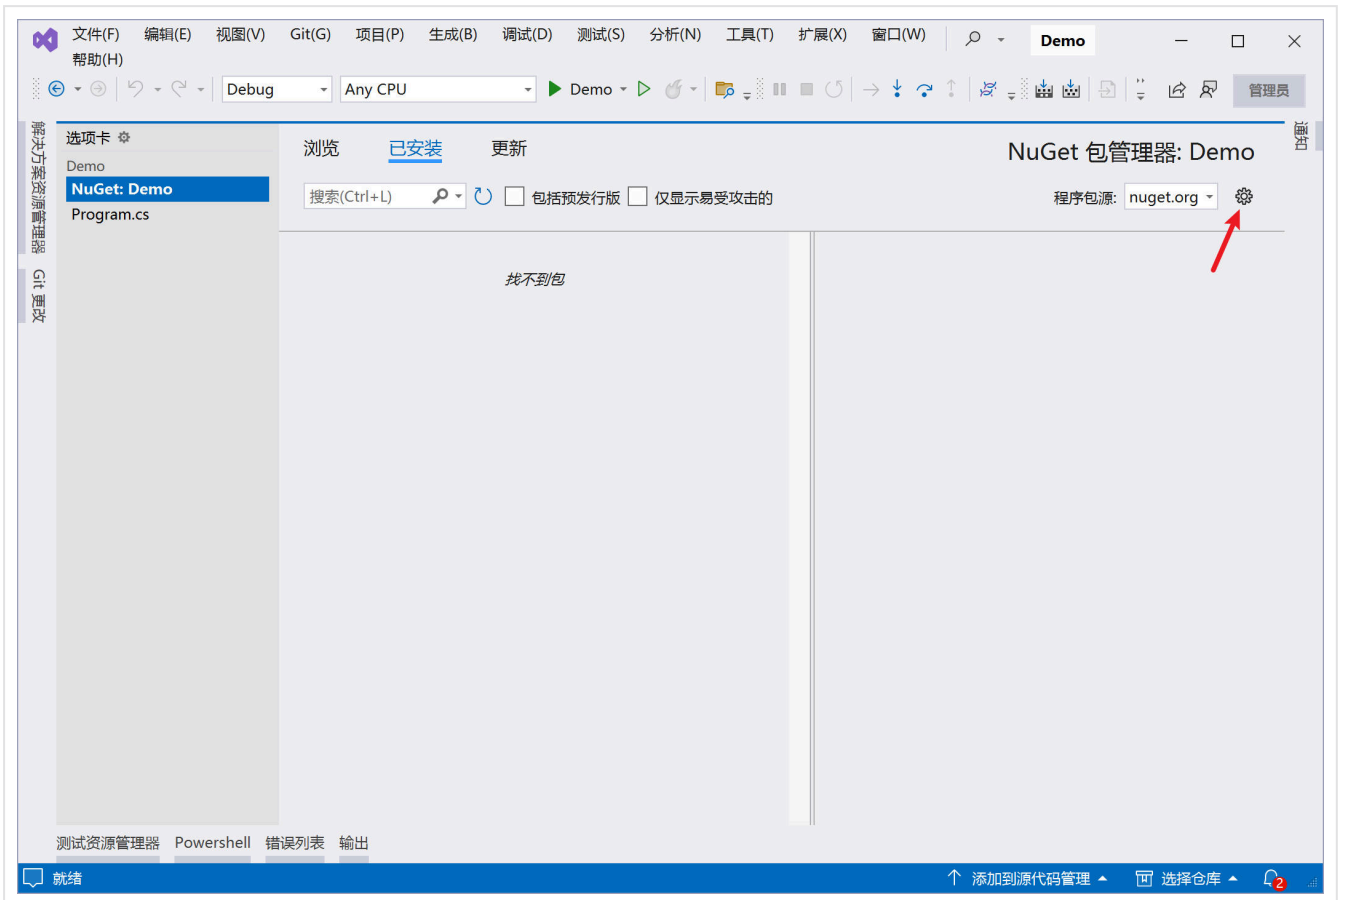 文件(F) 编辑(E) 视图(V) Git(G) 项目(P) 生成(B) 调试(D) 测试(S) 分析(N) 工具(T) 扩展(X) 窗口(W) Demo
帮助(H)
Debug Any CPU Demo 管理员
解决方案资源管理器
Git 更改
选项卡
Demo
NuGet: Demo
Program.cs
浏览 已安装 更新
NuGet 包管理器: Demo
搜索(Ctrl+L) 包括预发行版 仅显示易受攻击的 程序包源: nuget.org
找不到包
通知
测试资源管理器 Powershell 错误列表 输出
就绪 添加到源代码管理 选择仓库 2